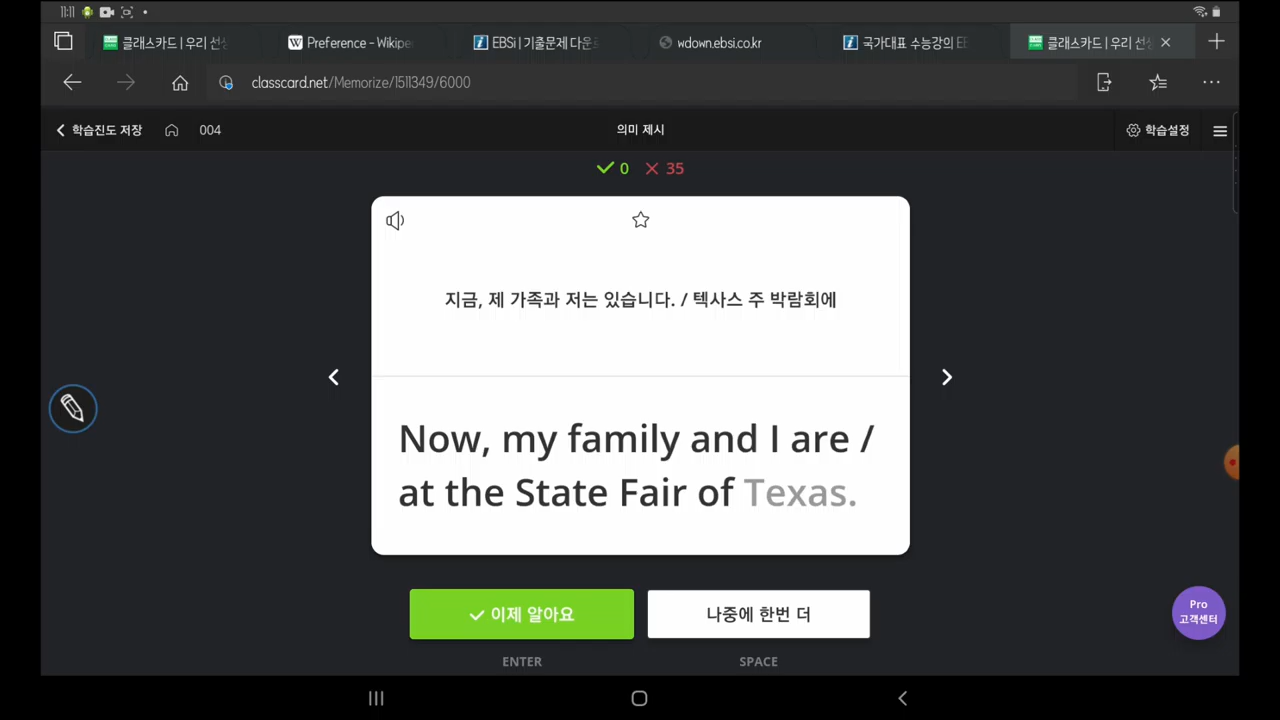 11:11
클래스카드 | 우리 선생
Preference - Wikipe
EBSi | 기출문제 다운로
wdown.ebsi.co.kr
국가대표 수능강의 EB
클래스카드 | 우리 선생
classcard.net/Memorize/1511349/6000
학습진도 저장
004
의미 제시
학습설정
0
35
지금, 제 가족과 저는 있습니다. / 텍사스 주 박람회에
Now, my family and I are /
at the State Fair of Texas.
이제 알아요
나중에 한번 더
ENTER
SPACE
Pro
고객센터